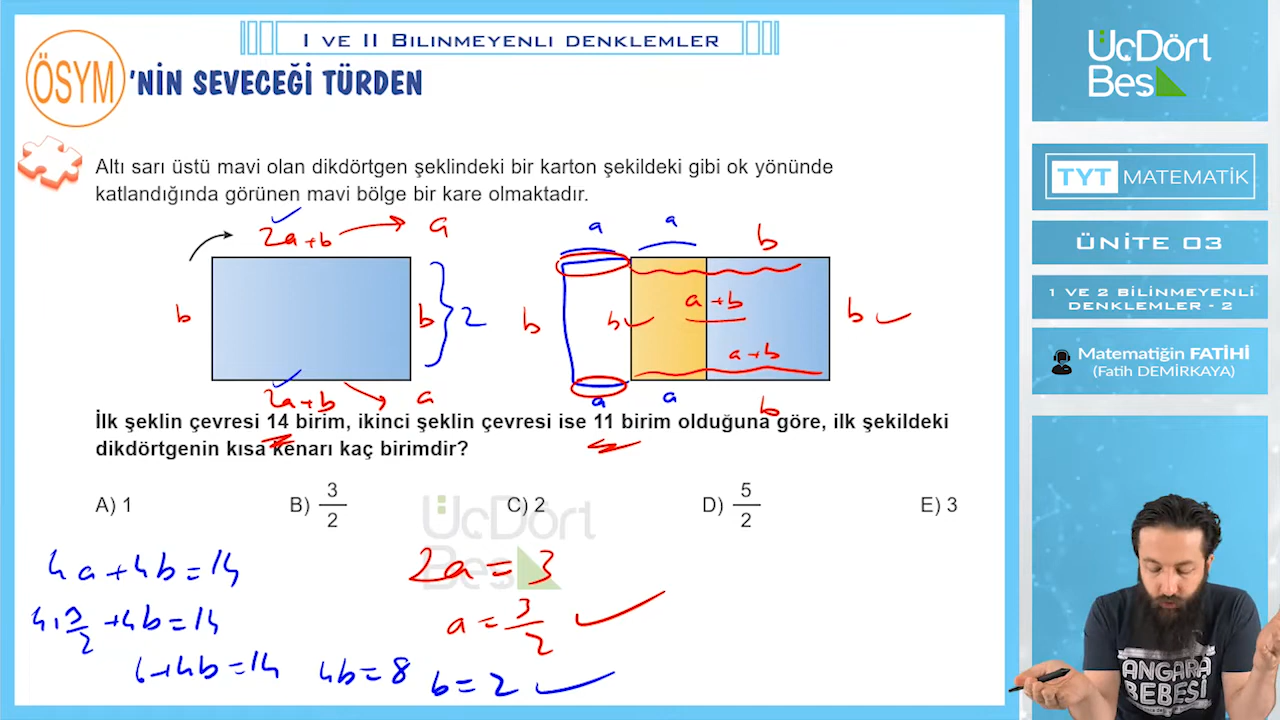 I VE II BILINMEYENLI DENKLEMLER
ÖSYM 'NİN SEVECEĞİ TÜRDEN
Altı sarı üstü mavi olan dikdörtgen şeklindeki bir karton şekildeki gibi ok yönünde
katlandığında görünen mavi bölge bir kare olmaktadır.
2a+b a
a a b
b b 2
b b a+b b
a+b
2a+b a
a a b
İlk şeklin çevresi 14 birim, ikinci şeklin çevresi ise 11 birim olduğuna göre, ilk şekildeki
dikdörtgenin kısa kenarı kaç birimdir?
A) 1 B) 3/2 C) 2 D) 5/2 E) 3
ÜçDört
Beş
4a+4b=14
4.3/2+4b=14
6+4b=14 4b=8 b=2
2a=3
a=3/2
ÜçDört
Beş
TYT MATEMATİK
ÜNİTE 03
1 VE 2 BİLİNMEYENLİ
DENKLEMLER - 2
Matematiğin FATİHİ
(Fatih DEMİRKAYA)
ANGARA
BEBESİ